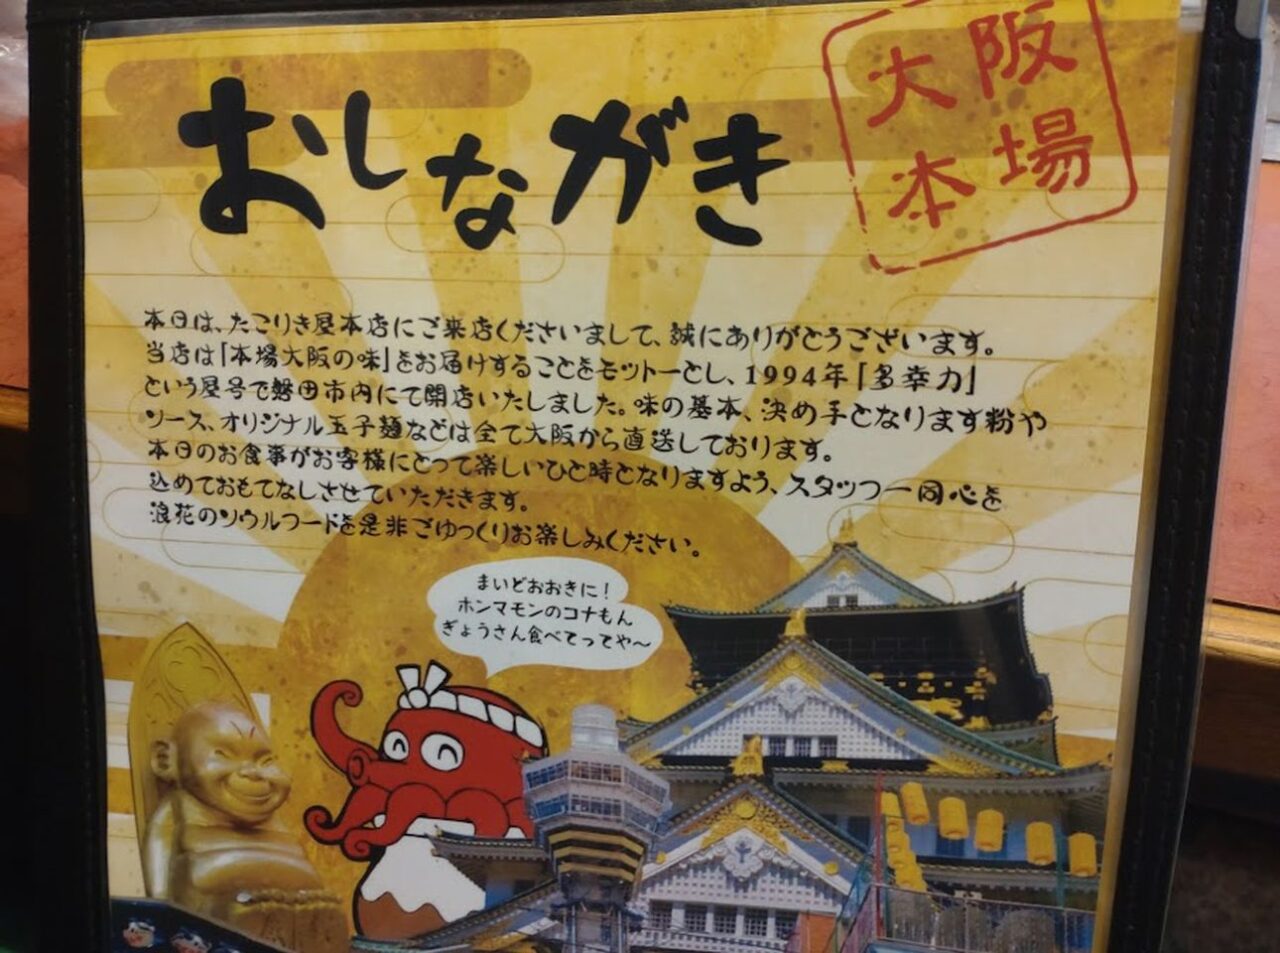 おしながき
大阪
本場
本日は、たこりき屋本店にご来店くださいまして、誠にありがとうございます。
当店は「本場大阪の味」をお届けすることをモットーとし、1994年「多幸力」
という屋号で磐田市内にて開店いたしました。味の基本、決め手となります粉や
ソース、オリジナル玉子麺などは全て大阪から直送しております。
本日のお食事がお客様にとって楽しいひと時となりますよう、スタッフ一同心を
込めておもてなしさせていただきます。
浪花のソウルフードを是非ごゆっくりお楽しみください。
まいどおおきに!
ホンマモンのコナもん
ぎょうさん食べてってや〜